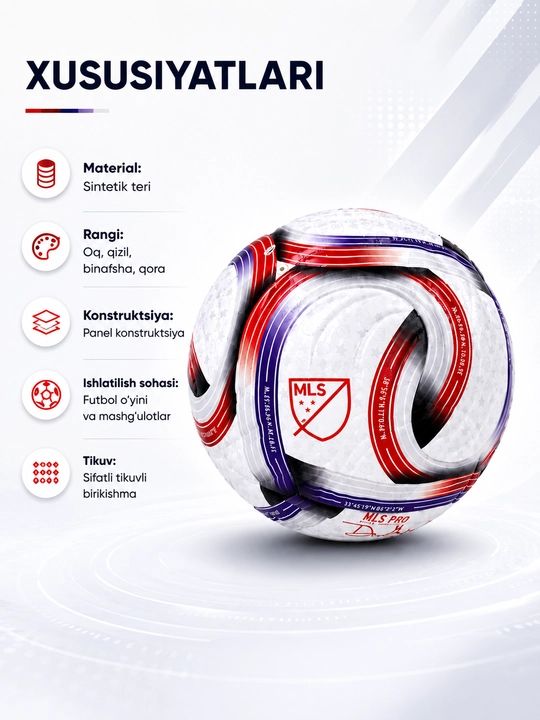 XUSUSIYATLARI
Material:
Sintetik teri
Rangi:
Oq, qizil,
binafsha, qora
Konstruktsiya:
Panel konstruktsiya
Ishlatilish sohasi:
Futbol o‘yini
va mashg‘ulotlar
Tikuv:
Sifatli tikuvli
birikishma
MLS
MLS PRO